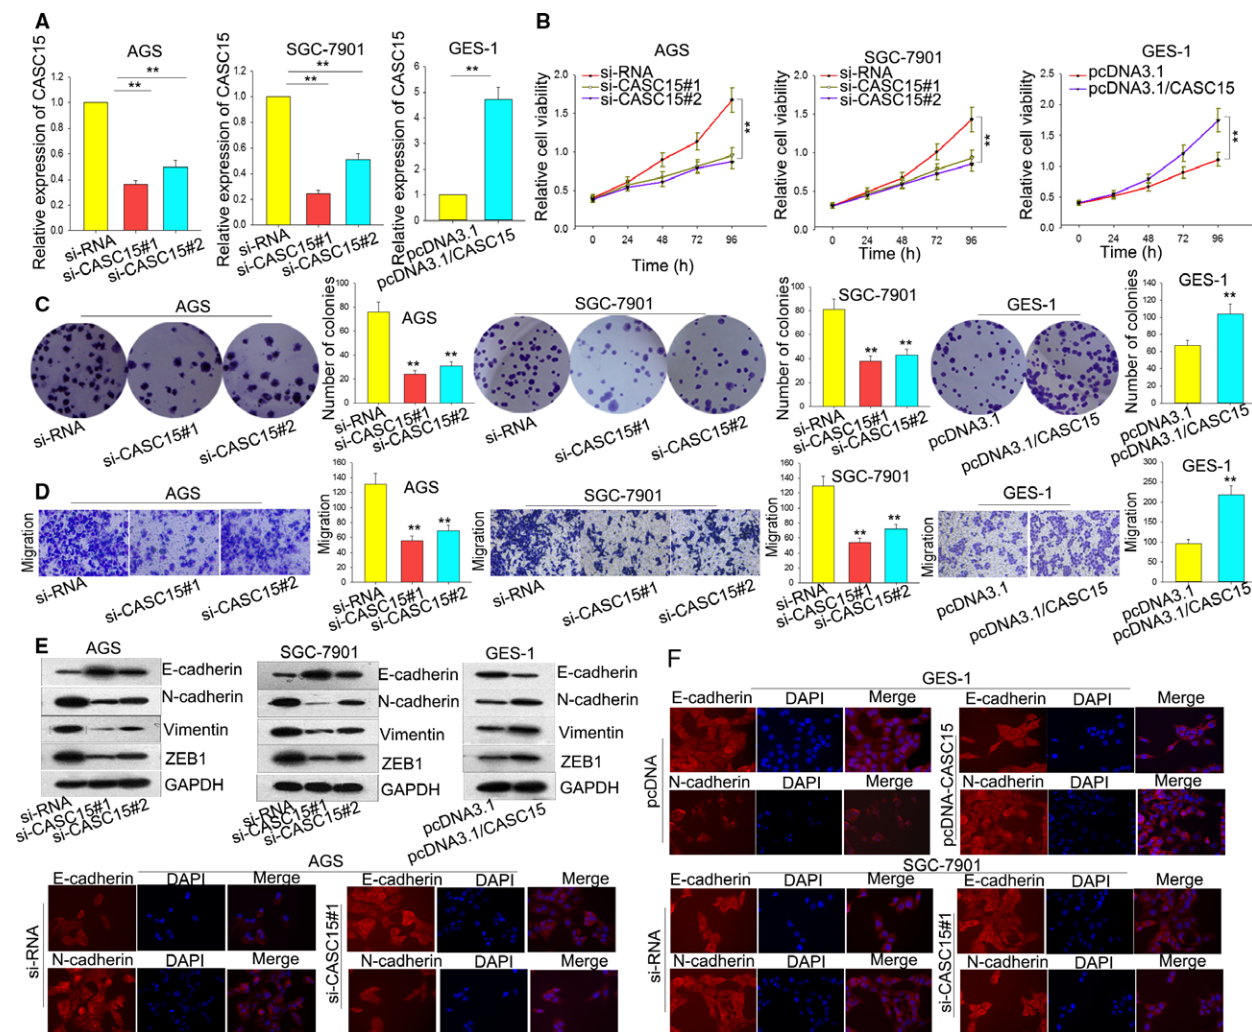 A
AGS
Relative expression of CASC15
1.2
1.0
0.8
0.6
0.4
0.2
0.0
**
**
si-RNA
si-CASC15#1
si-CASC15#2
SGC-7901
Relative expression of CASC15
1.2
1.0
0.8
0.6
0.4
0.2
0.0
**
**
si-RNA
si-CASC15#1
si-CASC15#2
GES-1
Relative expression of CASC15
6
5
4
3
2
1
0
**
pcDNA3.1
pcDNA3.1/CASC15
B
AGS
Relative cell viability
2.0
1.5
1.0
0.5
0.0
si-RNA
si-CASC15#1
si-CASC15#2
**
0 24 48 72 96
Time (h)
SGC-7901
Relative cell viability
2.0
1.5
1.0
0.5
0.0
si-RNA
si-CASC15#1
si-CASC15#2
**
0 24 48 72 96
Time (h)
GES-1
Relative cell viability
2.5
2.0
1.5
1.0
0.5
0.0
pcDNA3.1
pcDNA3.1/CASC15
**
0 24 48 72 96
Time (h)
C
AGS
si-RNA
si-CASC15#1
si-CASC15#2
Number of colonies
100
80
60
40
20
0
AGS
**
**
si-RNA
si-CASC15#1
si-CASC15#2
SGC-7901
si-RNA
si-CASC15#1
si-CASC15#2
Number of colonies
100
80
60
40
20
0
SGC-7901
**
**
si-RNA
si-CASC15#1
si-CASC15#2
GES-1
pcDNA3.1
pcDNA3.1/CASC15
Number of colonies
140
120
100
80
60
40
20
0
GES-1
**
pcDNA3.1
pcDNA3.1/CASC15
D
AGS
Migration
si-RNA
si-CASC15#1
si-CASC15#2
Migration
160
140
120
100
80
60
40
20
0
AGS
**
**
si-RNA
si-CASC15#1
si-CASC15#2
SGC-7901
si-RNA
si-CASC15#1
si-CASC15#2
Migration
160
140
120
100
80
60
40
20
0
SGC-7901
**
**
si-RNA
si-CASC15#1
si-CASC15#2
GES-1
Migration
pcDNA3.1
pcDNA3.1/CASC15
Migration
300
250
200
150
100
50
0
GES-1
**
pcDNA3.1
pcDNA3.1/CASC15
E
AGS
E-cadherin
N-cadherin
Vimentin
ZEB1
GAPDH
si-RNA
si-CASC15#1
si-CASC15#2
SGC-7901
E-cadherin
N-cadherin
Vimentin
ZEB1
GAPDH
si-RNA
si-CASC15#1
si-CASC15#2
GES-1
E-cadherin
N-cadherin
Vimentin
ZEB1
GAPDH
pcDNA3.1
pcDNA3.1/CASC15
F
GES-1
E-cadherin DAPI Merge E-cadherin DAPI Merge
pcDNA
pcDNA-CASC15
N-cadherin DAPI Merge N-cadherin DAPI Merge
AGS
E-cadherin DAPI Merge E-cadherin DAPI Merge
si-RNA
si-CASC15#1
N-cadherin DAPI Merge N-cadherin DAPI Merge
SGC-7901
E-cadherin DAPI Merge E-cadherin DAPI Merge
si-RNA
si-CASC15#1
N-cadherin DAPI Merge N-cadherin DAPI Merge